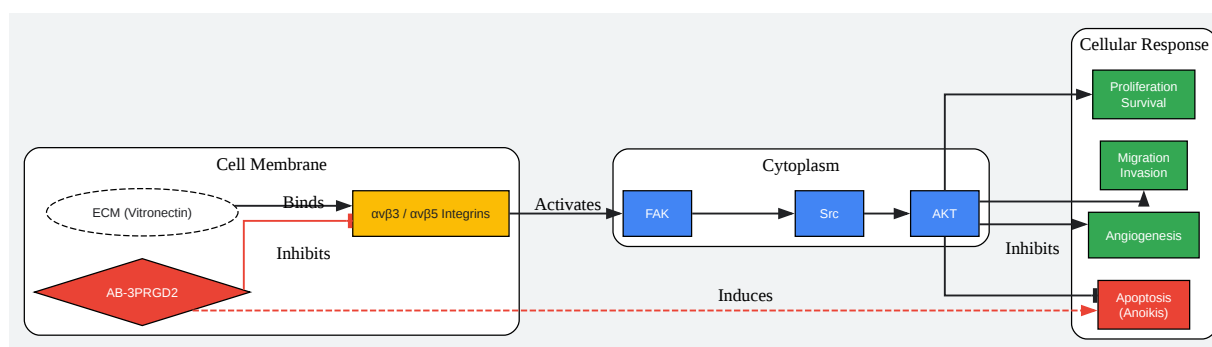 Cellular Response
Proliferation
Survival
Cell Membrane
Cytoplasm
Migration
Invasion
ECM (Vitronectin)
Binds
αvβ3 / αvβ5 Integrins
Activates
FAK
Src
AKT
Inhibits
Angiogenesis
Inhibits
AB-3PRGD2
Induces
Apoptosis
(Anoikis)